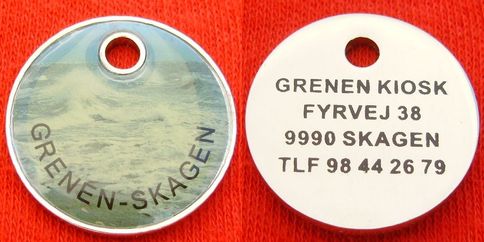 GRENEN-SKAGEN
GRENEN KIOSK
FYRVEJ 38
9990 SKAGEN
TLF 98 44 26 79